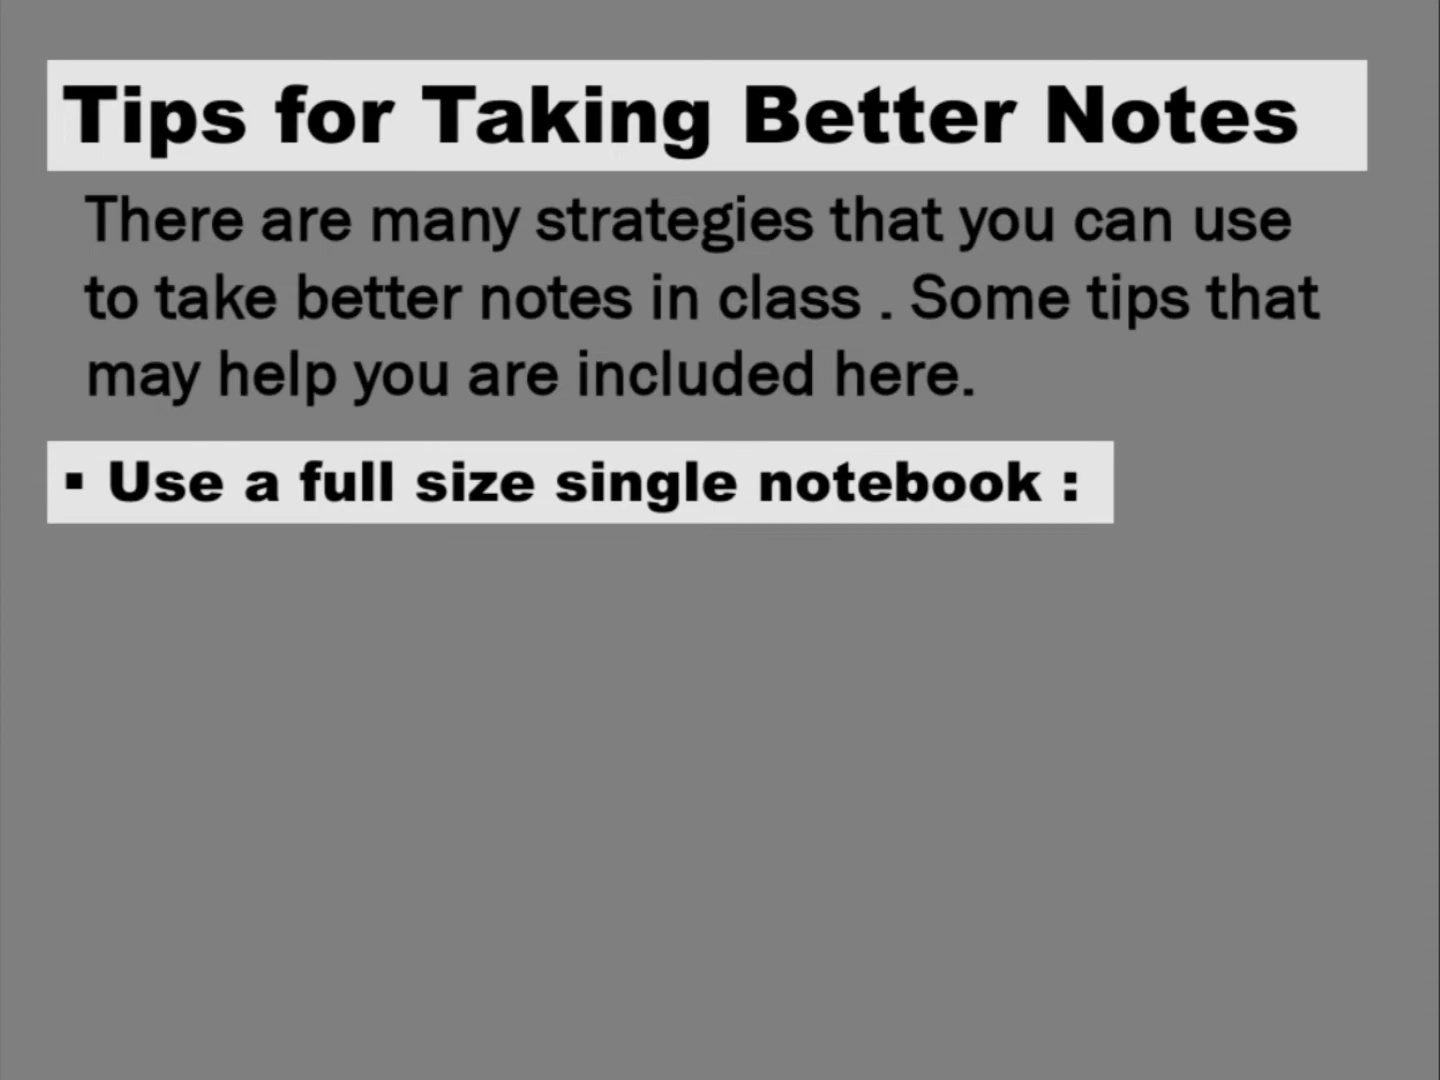 Tips for Taking Better Notes
There are many strategies that you can use
to take better notes in class . Some tips that
may help you are included here.
▪ Use a full size single notebook :